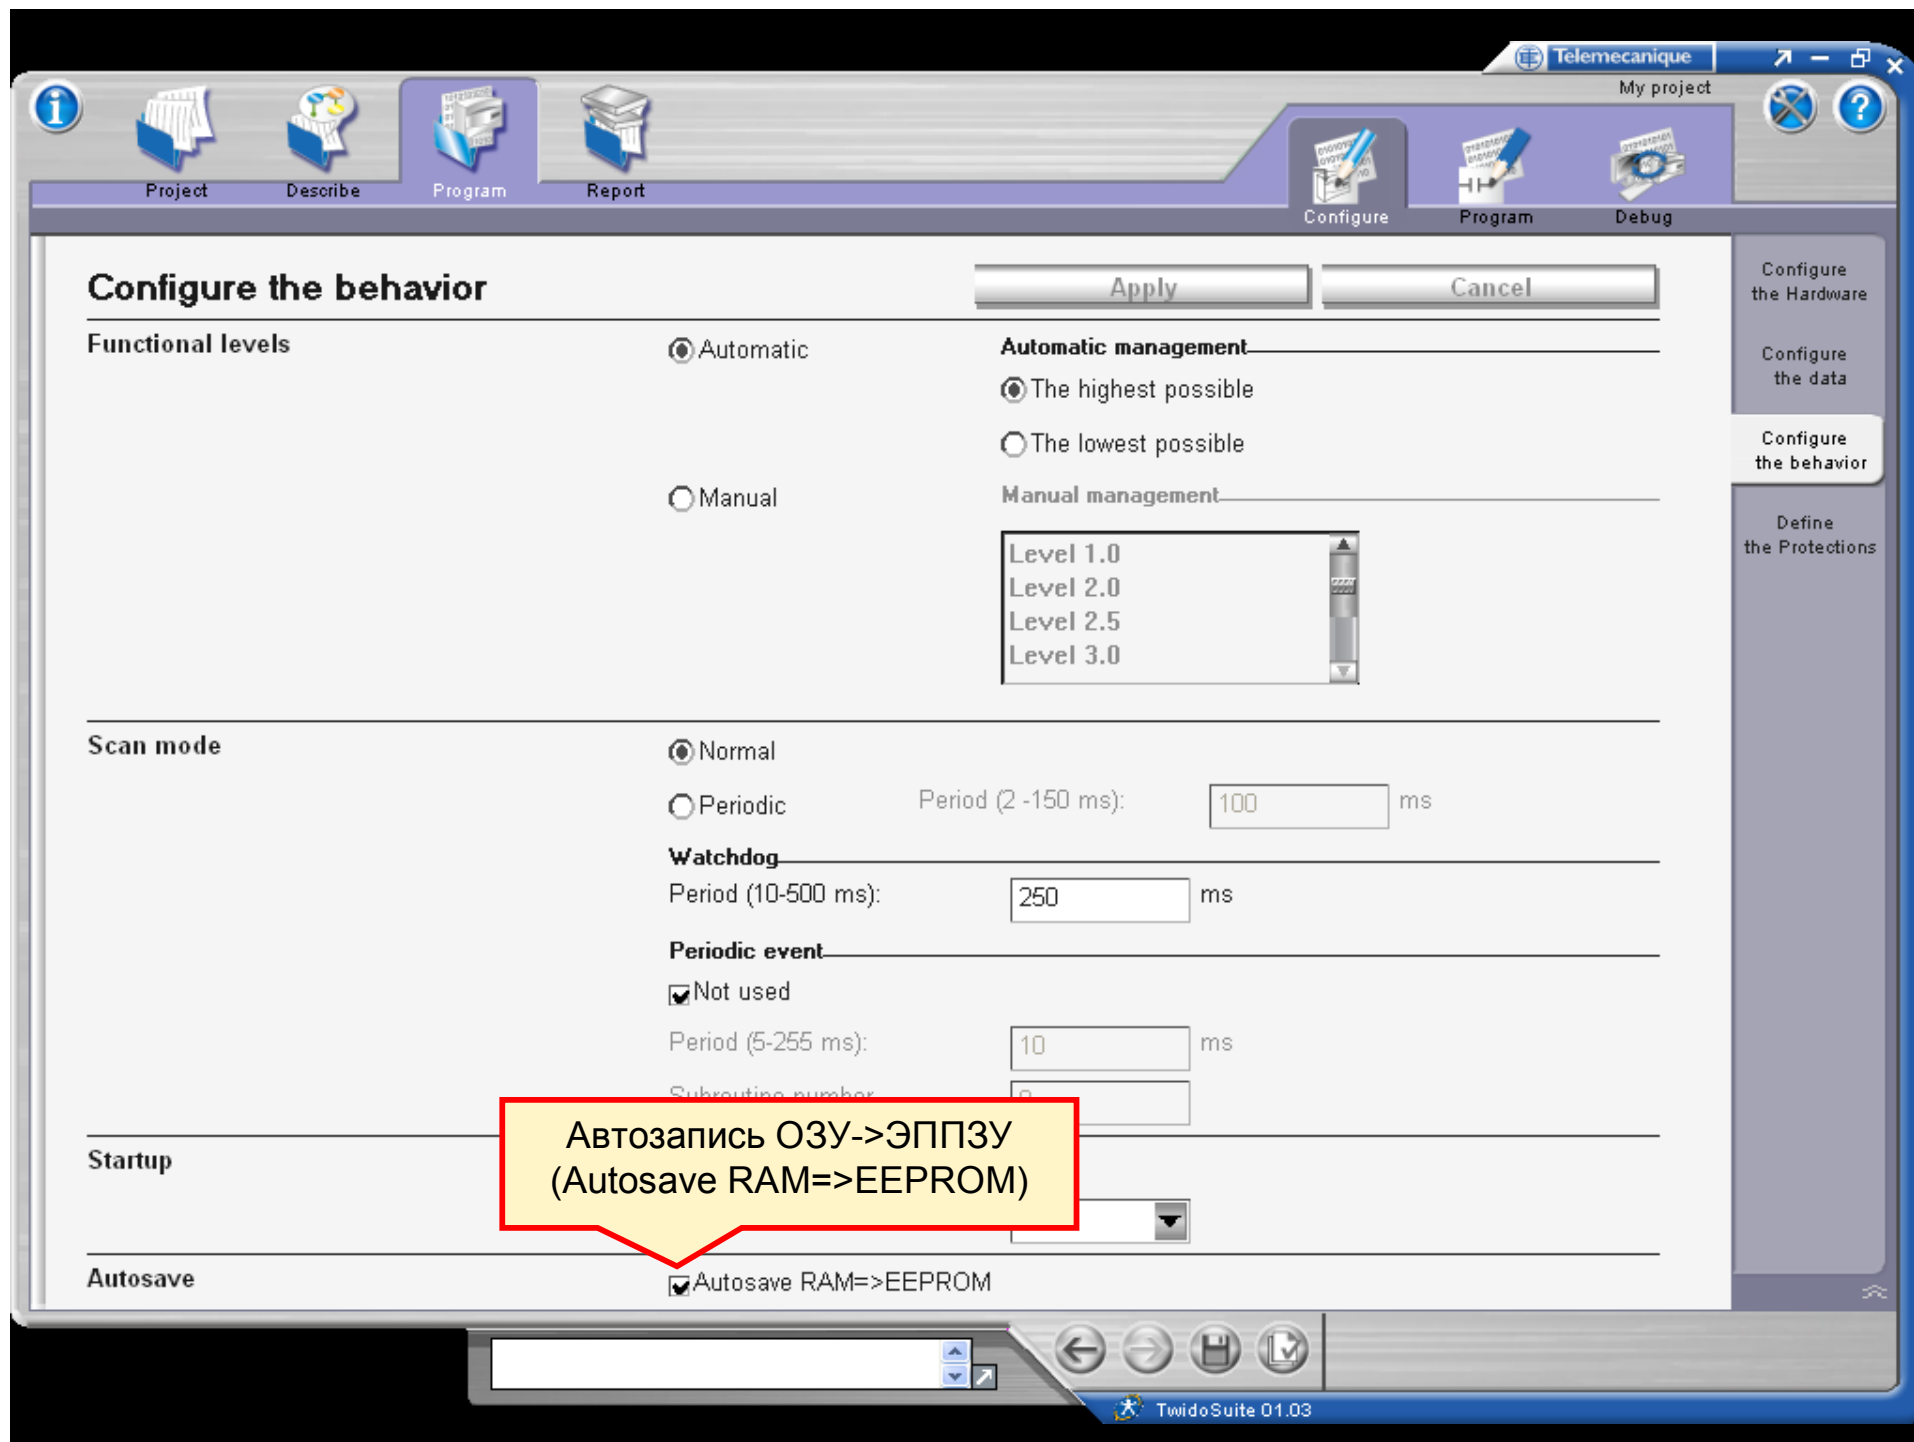 Telemecanique
My project
Project
Describe
Program
Report
Configure
Program
Debug
Configure the behavior
Apply
Cancel
Configure
the Hardware
Configure
the data
Configure
the behavior
Define
the Protections
Functional levels
Automatic
Automatic management
The highest possible
The lowest possible
Manual
Manual management
Level 1.0
Level 2.0
Level 2.5
Level 3.0
Scan mode
Normal
Periodic
Period (2 -150 ms):
100
ms
Watchdog
Period (10-500 ms):
250
ms
Periodic event
Not used
Period (5-255 ms):
10
ms
Subroutine number
Автозапись ОЗУ->ЭППЗУ
(Autosave RAM=>EEPROM)
Startup
Autosave
Autosave RAM=>EEPROM
TwidoSuite 01.03